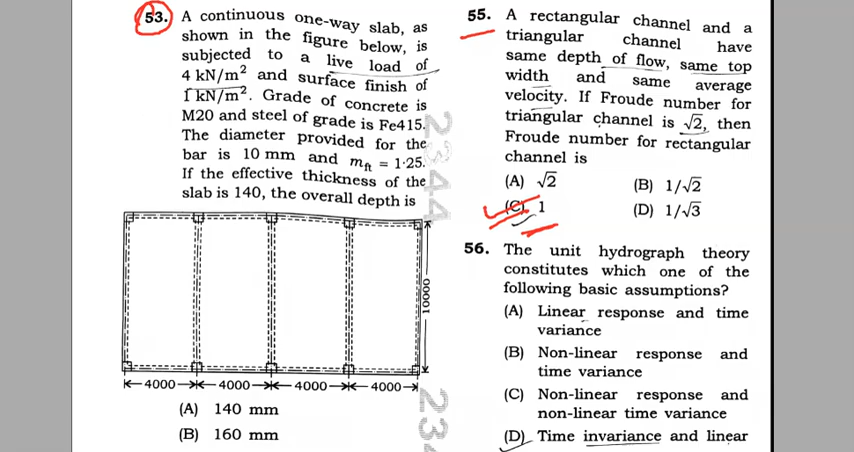 53. A continuous one-way slab, as
shown in the figure below, is
subjected to a live load of
4 kN/m² and surface finish of
1 kN/m². Grade of concrete is
M20 and steel of grade is Fe415.
The diameter provided for the
bar is 10 mm and m_ft = 1·25.
If the effective thickness of the
slab is 140, the overall depth is
10000
4000 4000 4000 4000
(A) 140 mm
(B) 160 mm
2344
234
55. A rectangular channel and a
triangular channel have
same depth of flow, same top
width and same average
velocity. If Froude number for
triangular channel is √2, then
Froude number for rectangular
channel is
(A) √2 (B) 1/√2
(C) 1 (D) 1/√3
56. The unit hydrograph theory
constitutes which one of the
following basic assumptions?
(A) Linear response and time
variance
(B) Non-linear response and
time variance
(C) Non-linear response and
non-linear time variance
(D) Time invariance and linear